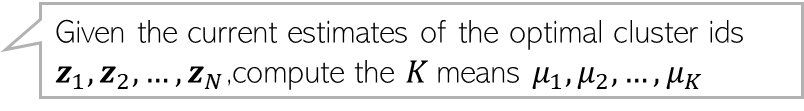 Given the current estimates of the optimal cluster ids
z₁, z₂, … , z_N ,compute the K means μ₁, μ₂, … , μ_K